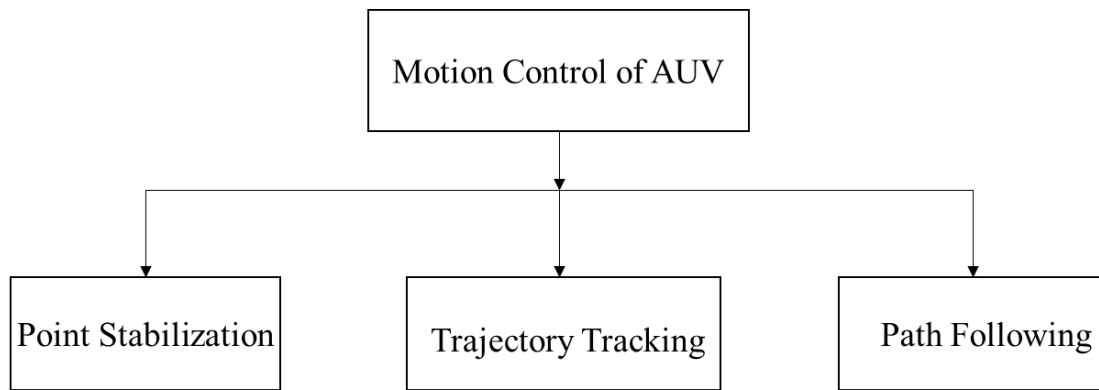 Motion Control of AUV
Point Stabilization
Trajectory Tracking
Path Following